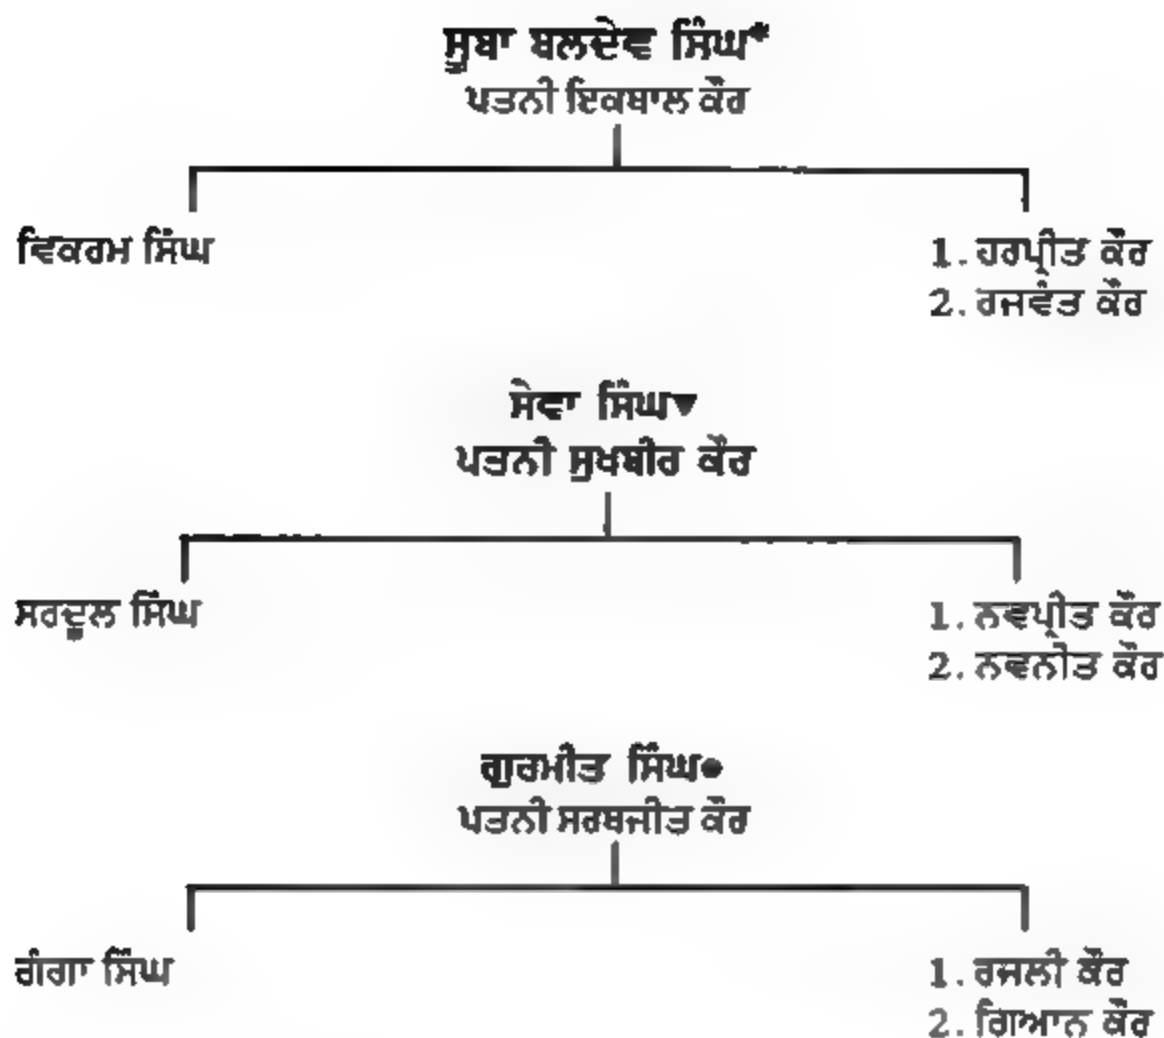 ਸੂਬਾ ਬਲਦੇਵ ਸਿੰਘ*
ਪਤਨੀ ਇਕਬਾਲ ਕੌਰ
ਵਿਕਰਮ ਸਿੰਘ
1. ਹਰਪ੍ਰੀਤ ਕੌਰ
2. ਰਜਵੰਤ ਕੌਰ
ਸੇਵਾ ਸਿੰਘ▾
ਪਤਨੀ ਸੁਖਬੀਰ ਕੌਰ
ਸਰਦੂਲ ਸਿੰਘ
1. ਨਵਪ੍ਰੀਤ ਕੌਰ
2. ਨਵਨੀਤ ਕੌਰ
ਗੁਰਮੀਤ ਸਿੰਘ●
ਪਤਨੀ ਸਰਬਜੀਤ ਕੌਰ
ਗੰਗਾ ਸਿੰਘ
1. ਰਜਲੀ ਕੌਰ
2. ਗਿਆਨ ਕੌਰ